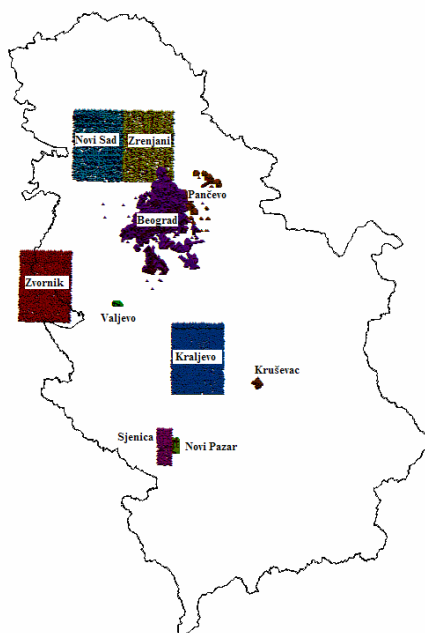 Novi Sad
Zrenjani
Pančevo
Beograd
Zvornik
Valjevo
Kraljevo
Kruševac
Sjenica
Novi Pazar